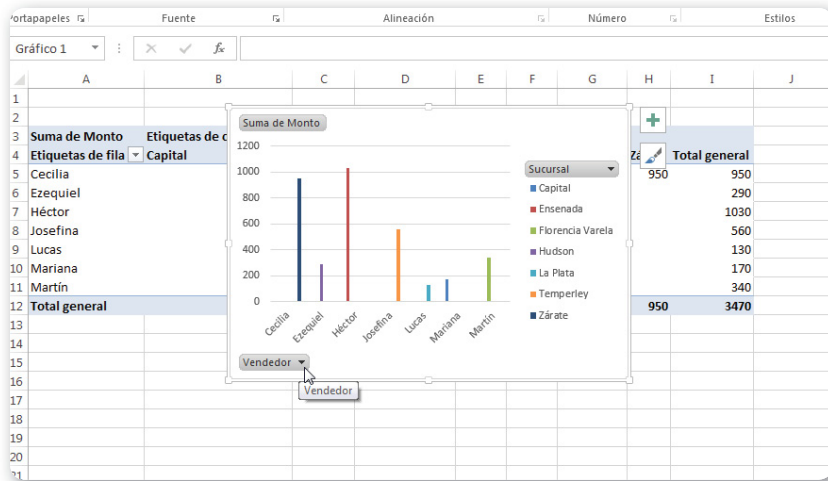 ortapapeles Fuente Alineación Número Estilos
Gráfico 1 fx
A B C D E F G H I J
1
2
3 Suma de Monto Etiquetas de c
4 Etiquetas de fila Capital Zá Total general
5 Cecilia 950 950
6 Ezequiel 290
7 Héctor 1030
8 Josefina 560
9 Lucas 130
10 Mariana 170
11 Martín 340
12 Total general 950 3470
13
14
15
16
17
18
19
20
21
Suma de Monto
1200
1000
800
600
400
200
0
Cecilia Ezequiel Héctor Josefina Lucas Mariana Martín
Sucursal
Capital
Ensenada
Florencia Varela
Hudson
La Plata
Temperley
Zárate
Vendedor
Vendedor